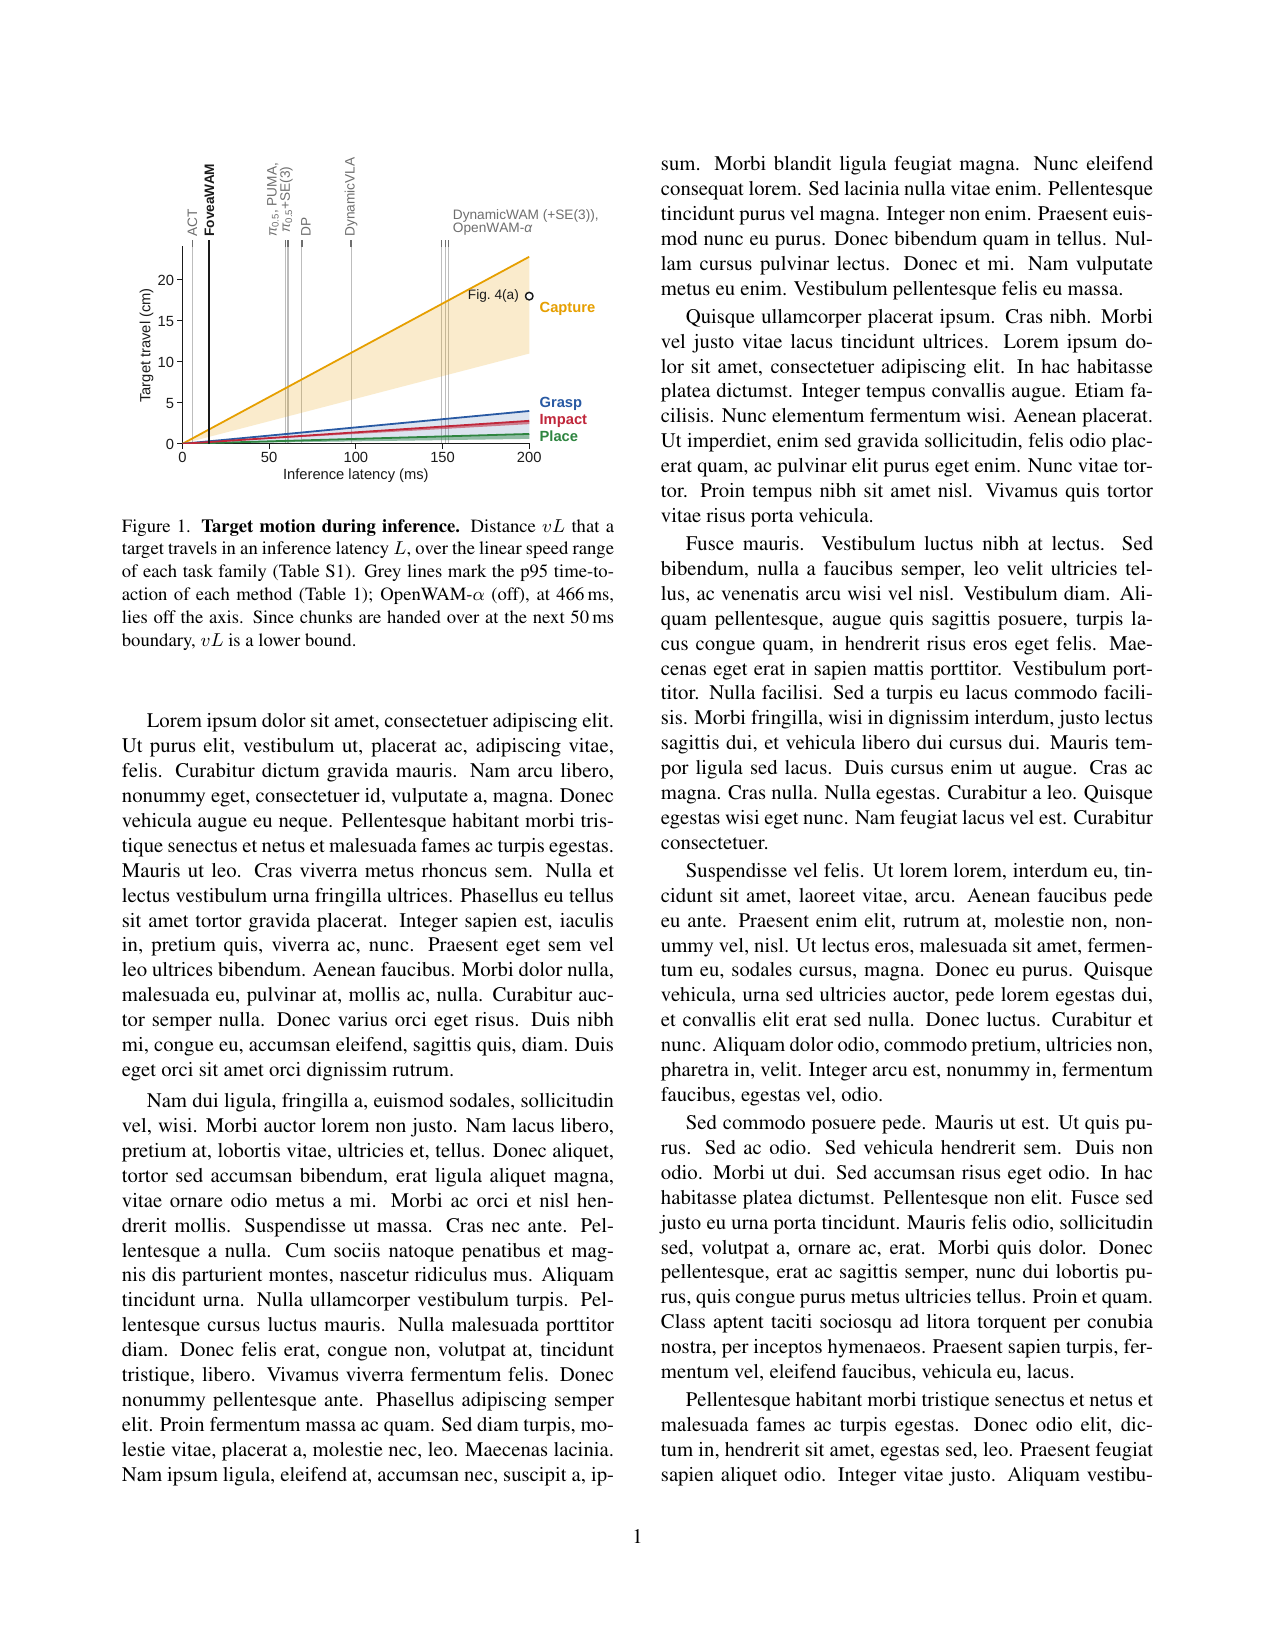 ACT
FoveaWAM
π0.5, PUMA,
π0.5+SE(3)
DP
DynamicVLA
DynamicWAM (+SE(3)),
OpenWAM-α
20
15
10
5
0
Target travel (cm)
Fig. 4(a)
Capture
Grasp
Impact
Place
0 50 100 150 200
Inference latency (ms)
Figure 1. Target motion during inference. Distance vL that a
target travels in an inference latency L, over the linear speed range
of each task family (Table S1). Grey lines mark the p95 time-to-
action of each method (Table 1); OpenWAM-α (off), at 466 ms,
lies off the axis. Since chunks are handed over at the next 50 ms
boundary, vL is a lower bound.
Lorem ipsum dolor sit amet, consectetuer adipiscing elit.
Ut purus elit, vestibulum ut, placerat ac, adipiscing vitae,
felis. Curabitur dictum gravida mauris. Nam arcu libero,
nonummy eget, consectetuer id, vulputate a, magna. Donec
vehicula augue eu neque. Pellentesque habitant morbi tris-
tique senectus et netus et malesuada fames ac turpis egestas.
Mauris ut leo. Cras viverra metus rhoncus sem. Nulla et
lectus vestibulum urna fringilla ultrices. Phasellus eu tellus
sit amet tortor gravida placerat. Integer sapien est, iaculis
in, pretium quis, viverra ac, nunc. Praesent eget sem vel
leo ultrices bibendum. Aenean faucibus. Morbi dolor nulla,
malesuada eu, pulvinar at, mollis ac, nulla. Curabitur auc-
tor semper nulla. Donec varius orci eget risus. Duis nibh
mi, congue eu, accumsan eleifend, sagittis quis, diam. Duis
eget orci sit amet orci dignissim rutrum.
Nam dui ligula, fringilla a, euismod sodales, sollicitudin
vel, wisi. Morbi auctor lorem non justo. Nam lacus libero,
pretium at, lobortis vitae, ultricies et, tellus. Donec aliquet,
tortor sed accumsan bibendum, erat ligula aliquet magna,
vitae ornare odio metus a mi. Morbi ac orci et nisl hen-
drerit mollis. Suspendisse ut massa. Cras nec ante. Pel-
lentesque a nulla. Cum sociis natoque penatibus et mag-
nis dis parturient montes, nascetur ridiculus mus. Aliquam
tincidunt urna. Nulla ullamcorper vestibulum turpis. Pel-
lentesque cursus luctus mauris. Nulla malesuada porttitor
diam. Donec felis erat, congue non, volutpat at, tincidunt
tristique, libero. Vivamus viverra fermentum felis. Donec
nonummy pellentesque ante. Phasellus adipiscing semper
elit. Proin fermentum massa ac quam. Sed diam turpis, mo-
lestie vitae, placerat a, molestie nec, leo. Maecenas lacinia.
Nam ipsum ligula, eleifend at, accumsan nec, suscipit a, ip-
sum. Morbi blandit ligula feugiat magna. Nunc eleifend
consequat lorem. Sed lacinia nulla vitae enim. Pellentesque
tincidunt purus vel magna. Integer non enim. Praesent euis-
mod nunc eu purus. Donec bibendum quam in tellus. Nul-
lam cursus pulvinar lectus. Donec et mi. Nam vulputate
metus eu enim. Vestibulum pellentesque felis eu massa.
Quisque ullamcorper placerat ipsum. Cras nibh. Morbi
vel justo vitae lacus tincidunt ultrices. Lorem ipsum do-
lor sit amet, consectetuer adipiscing elit. In hac habitasse
platea dictumst. Integer tempus convallis augue. Etiam fa-
cilisis. Nunc elementum fermentum wisi. Aenean placerat.
Ut imperdiet, enim sed gravida sollicitudin, felis odio plac-
erat quam, ac pulvinar elit purus eget enim. Nunc vitae tor-
tor. Proin tempus nibh sit amet nisl. Vivamus quis tortor
vitae risus porta vehicula.
Fusce mauris. Vestibulum luctus nibh at lectus. Sed
bibendum, nulla a faucibus semper, leo velit ultricies tel-
lus, ac venenatis arcu wisi vel nisl. Vestibulum diam. Ali-
quam pellentesque, augue quis sagittis posuere, turpis la-
cus congue quam, in hendrerit risus eros eget felis. Mae-
cenas eget erat in sapien mattis porttitor. Vestibulum port-
titor. Nulla facilisi. Sed a turpis eu lacus commodo facili-
sis. Morbi fringilla, wisi in dignissim interdum, justo lectus
sagittis dui, et vehicula libero dui cursus dui. Mauris tem-
por ligula sed lacus. Duis cursus enim ut augue. Cras ac
magna. Cras nulla. Nulla egestas. Curabitur a leo. Quisque
egestas wisi eget nunc. Nam feugiat lacus vel est. Curabitur
consectetuer.
Suspendisse vel felis. Ut lorem lorem, interdum eu, tin-
cidunt sit amet, laoreet vitae, arcu. Aenean faucibus pede
eu ante. Praesent enim elit, rutrum at, molestie non, non-
ummy vel, nisl. Ut lectus eros, malesuada sit amet, fermen-
tum eu, sodales cursus, magna. Donec eu purus. Quisque
vehicula, urna sed ultricies auctor, pede lorem egestas dui,
et convallis elit erat sed nulla. Donec luctus. Curabitur et
nunc. Aliquam dolor odio, commodo pretium, ultricies non,
pharetra in, velit. Integer arcu est, nonummy in, fermentum
faucibus, egestas vel, odio.
Sed commodo posuere pede. Mauris ut est. Ut quis pu-
rus. Sed ac odio. Sed vehicula hendrerit sem. Duis non
odio. Morbi ut dui. Sed accumsan risus eget odio. In hac
habitasse platea dictumst. Pellentesque non elit. Fusce sed
justo eu urna porta tincidunt. Mauris felis odio, sollicitudin
sed, volutpat a, ornare ac, erat. Morbi quis dolor. Donec
pellentesque, erat ac sagittis semper, nunc dui lobortis pu-
rus, quis congue purus metus ultricies tellus. Proin et quam.
Class aptent taciti sociosqu ad litora torquent per conubia
nostra, per inceptos hymenaeos. Praesent sapien turpis, fer-
mentum vel, eleifend faucibus, vehicula eu, lacus.
Pellentesque habitant morbi tristique senectus et netus et
malesuada fames ac turpis egestas. Donec odio elit, dic-
tum in, hendrerit sit amet, egestas sed, leo. Praesent feugiat
sapien aliquet odio. Integer vitae justo. Aliquam vestibu-
1